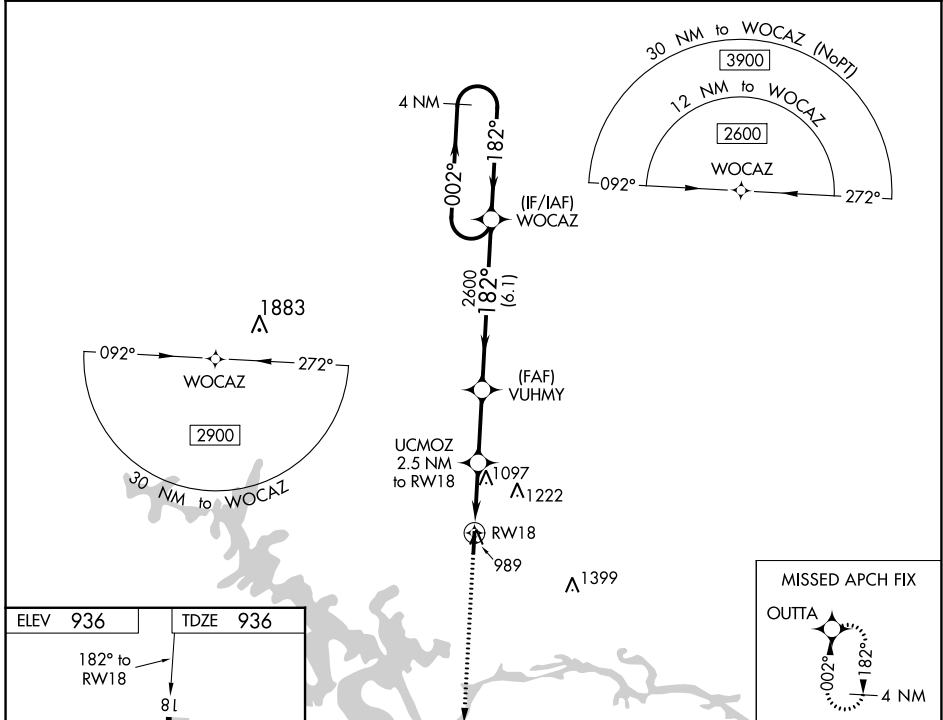 30 NM to WOCAZ (NoPT)
3900
12 NM to WOCAZ
2600
WOCAZ
092°
272°
4 NM
182°
002°
(IF/IAF)
WOCAZ
2600
182°
(6.1)
1883
092°
272°
WOCAZ
2900
30 NM to WOCAZ
(FAF)
VUHMY
UCMOZ
2.5 NM
to RW18
1097
1222
RW18
989
1399
ELEV 936
TDZE 936
182° to
RW18
18
MISSED APCH FIX
OUTTA
002°
182°
4 NM